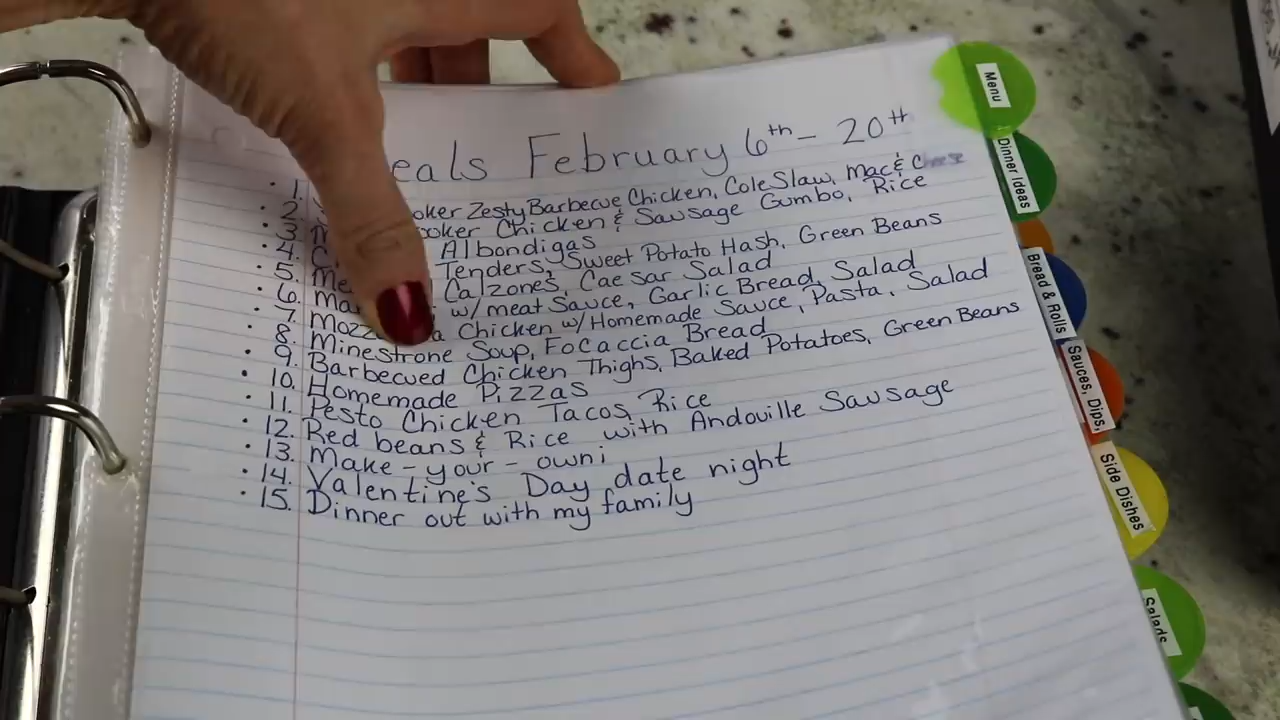 eals February 6th - 20th
1. oker Zesty Barbecue Chicken, Cole Slaw, Mac & Cheese
2. ooker Chicken & Sausage Gumbo, Rice
3. Albondigas
4. Tenders, Sweet Potato Hash, Green Beans
5. Me Calzones, Caesar Salad
6. Ma w/ meat Sauce, Garlic Bread, Salad
7. Mozz a Chicken w/ Homemade Sauce, Pasta, Salad
8. Minestrone Soup, Focaccia Bread
9. Barbecued Chicken Thighs, Baked Potatoes, Green Beans
10. Homemade Pizzas
11. Pesto Chicken Tacos, Rice
12. Red beans & Rice with Andouille Sausage
13. Make-your-own!
14. Valentine's Day date night
15. Dinner out with my family
Menu
Dinner Ideas
Bread & Rolls
Sauces, Dips,
Side Dishes
Salads